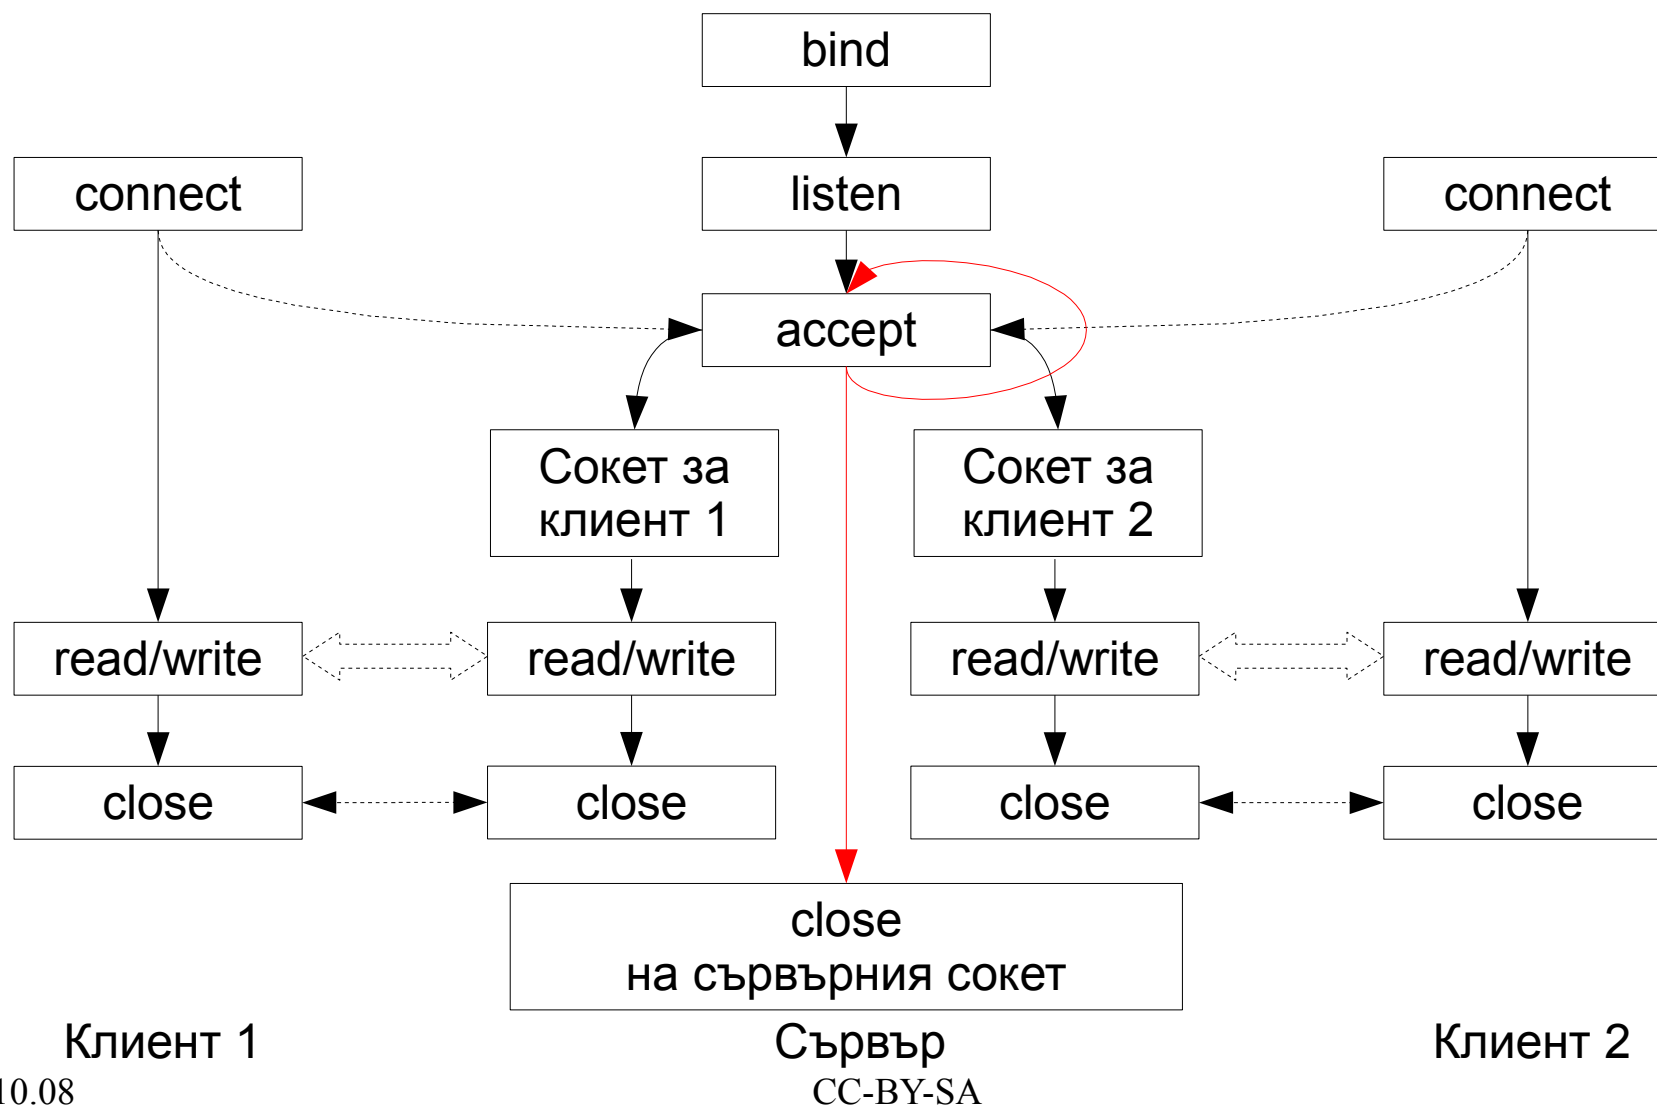 bind
connect
listen
connect
accept
Сокет за
клиент 1
Сокет за
клиент 2
read/write
read/write
read/write
read/write
close
close
close
close
close
на сървърния сокет
Клиент 1
Сървър
Клиент 2
10.08
CC-BY-SA